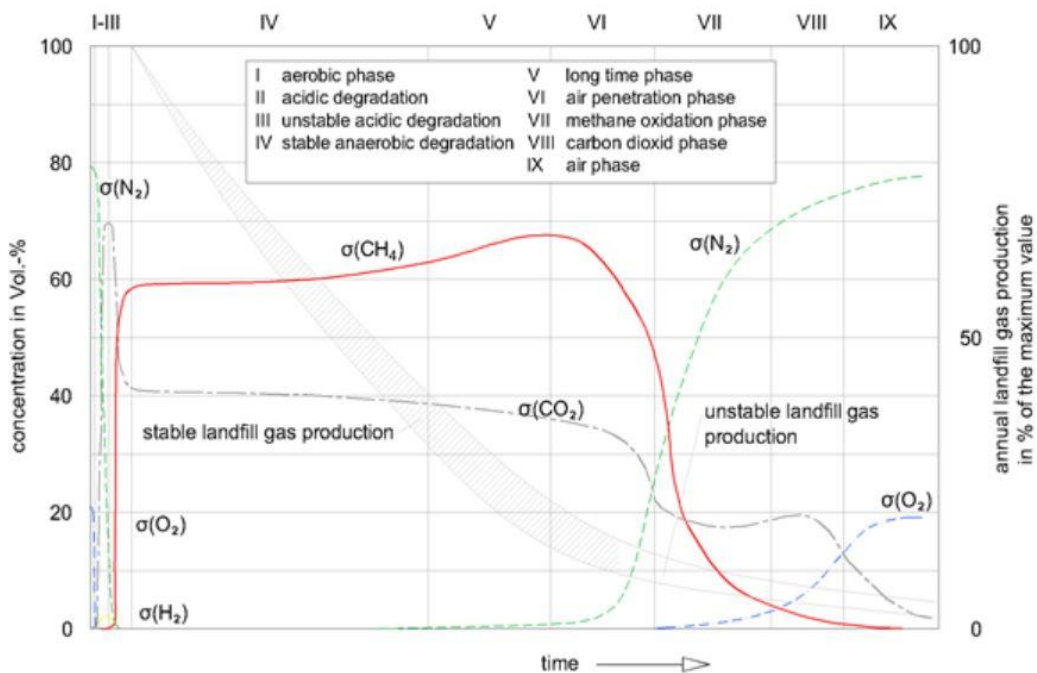 I-III IV V VI VII VIII IX
100
80
60
40
20
0
100
50
0
concentration in Vol.-%
annual landfill gas production
in % of the maximum value
I aerobic phase
II acidic degradation
III unstable acidic degradation
IV stable anaerobic degradation
V long time phase
VI air penetration phase
VII methane oxidation phase
VIII carbon dioxid phase
IX air phase
σ(N₂)
σ(CH₄)
σ(N₂)
σ(CO₂)
stable landfill gas
production
unstable landfill gas
production
σ(O₂)
σ(O₂)
σ(H₂)
time